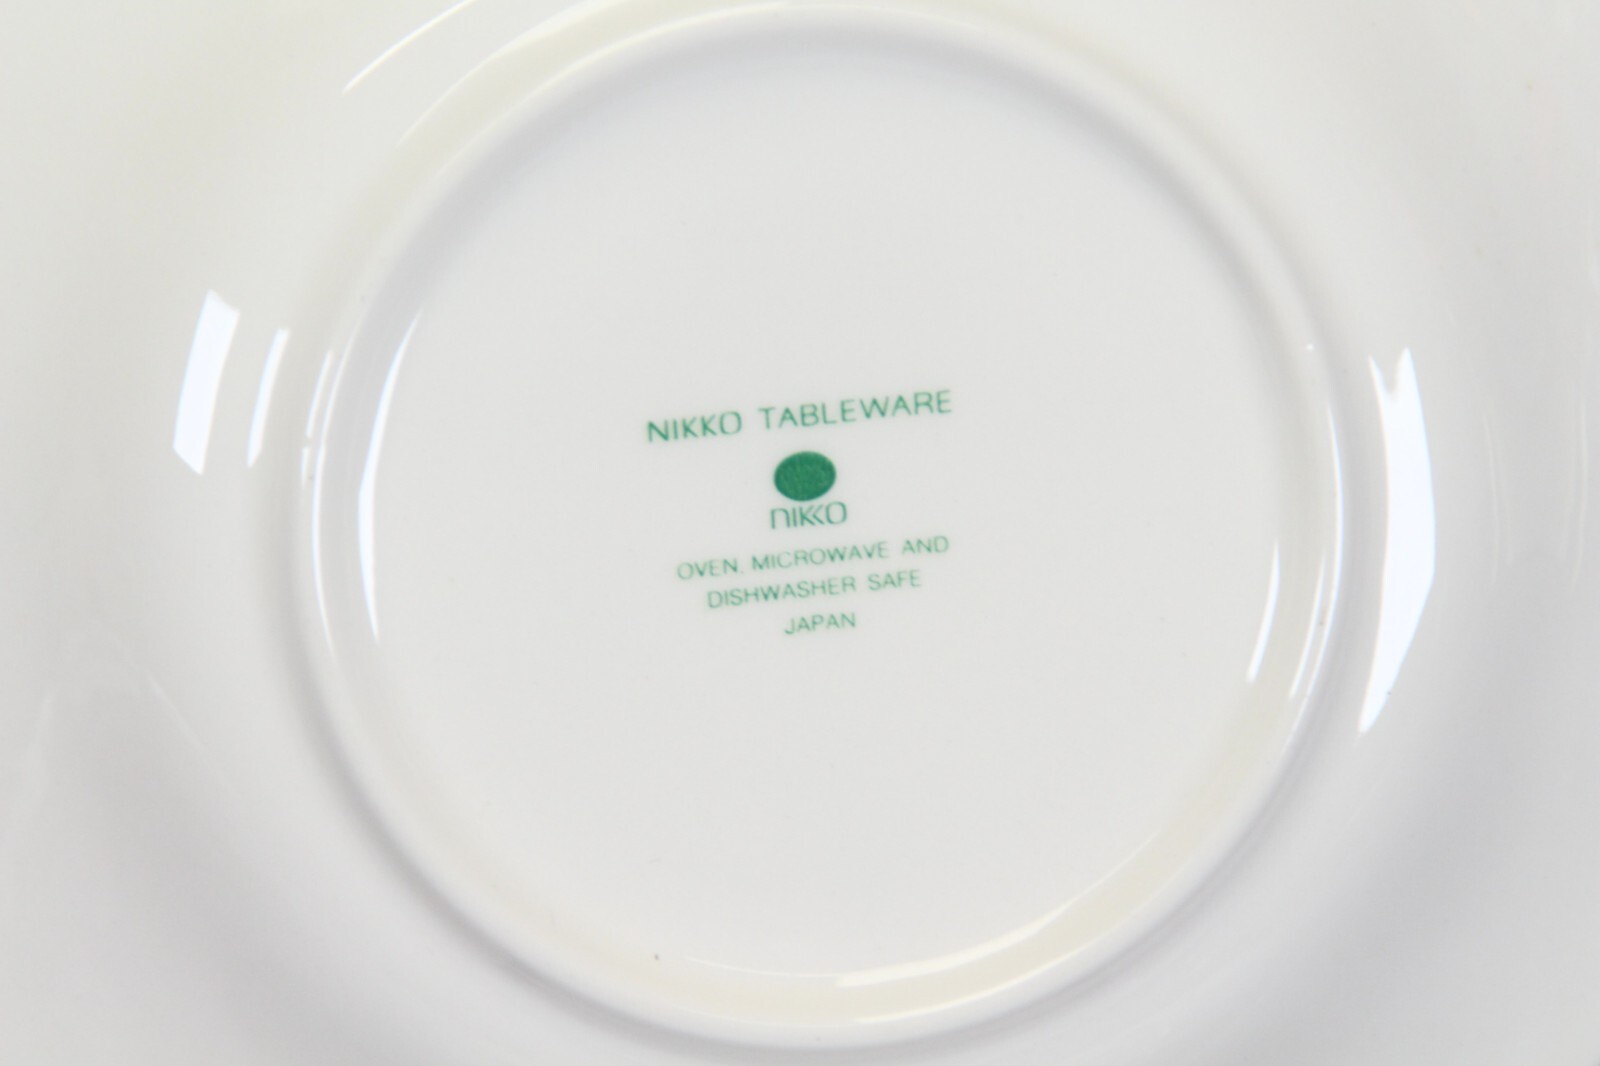 NIKKO TABLEWARE
NIKKO
OVEN, MICROWAVE AND
DISHWASHER SAFE
JAPAN